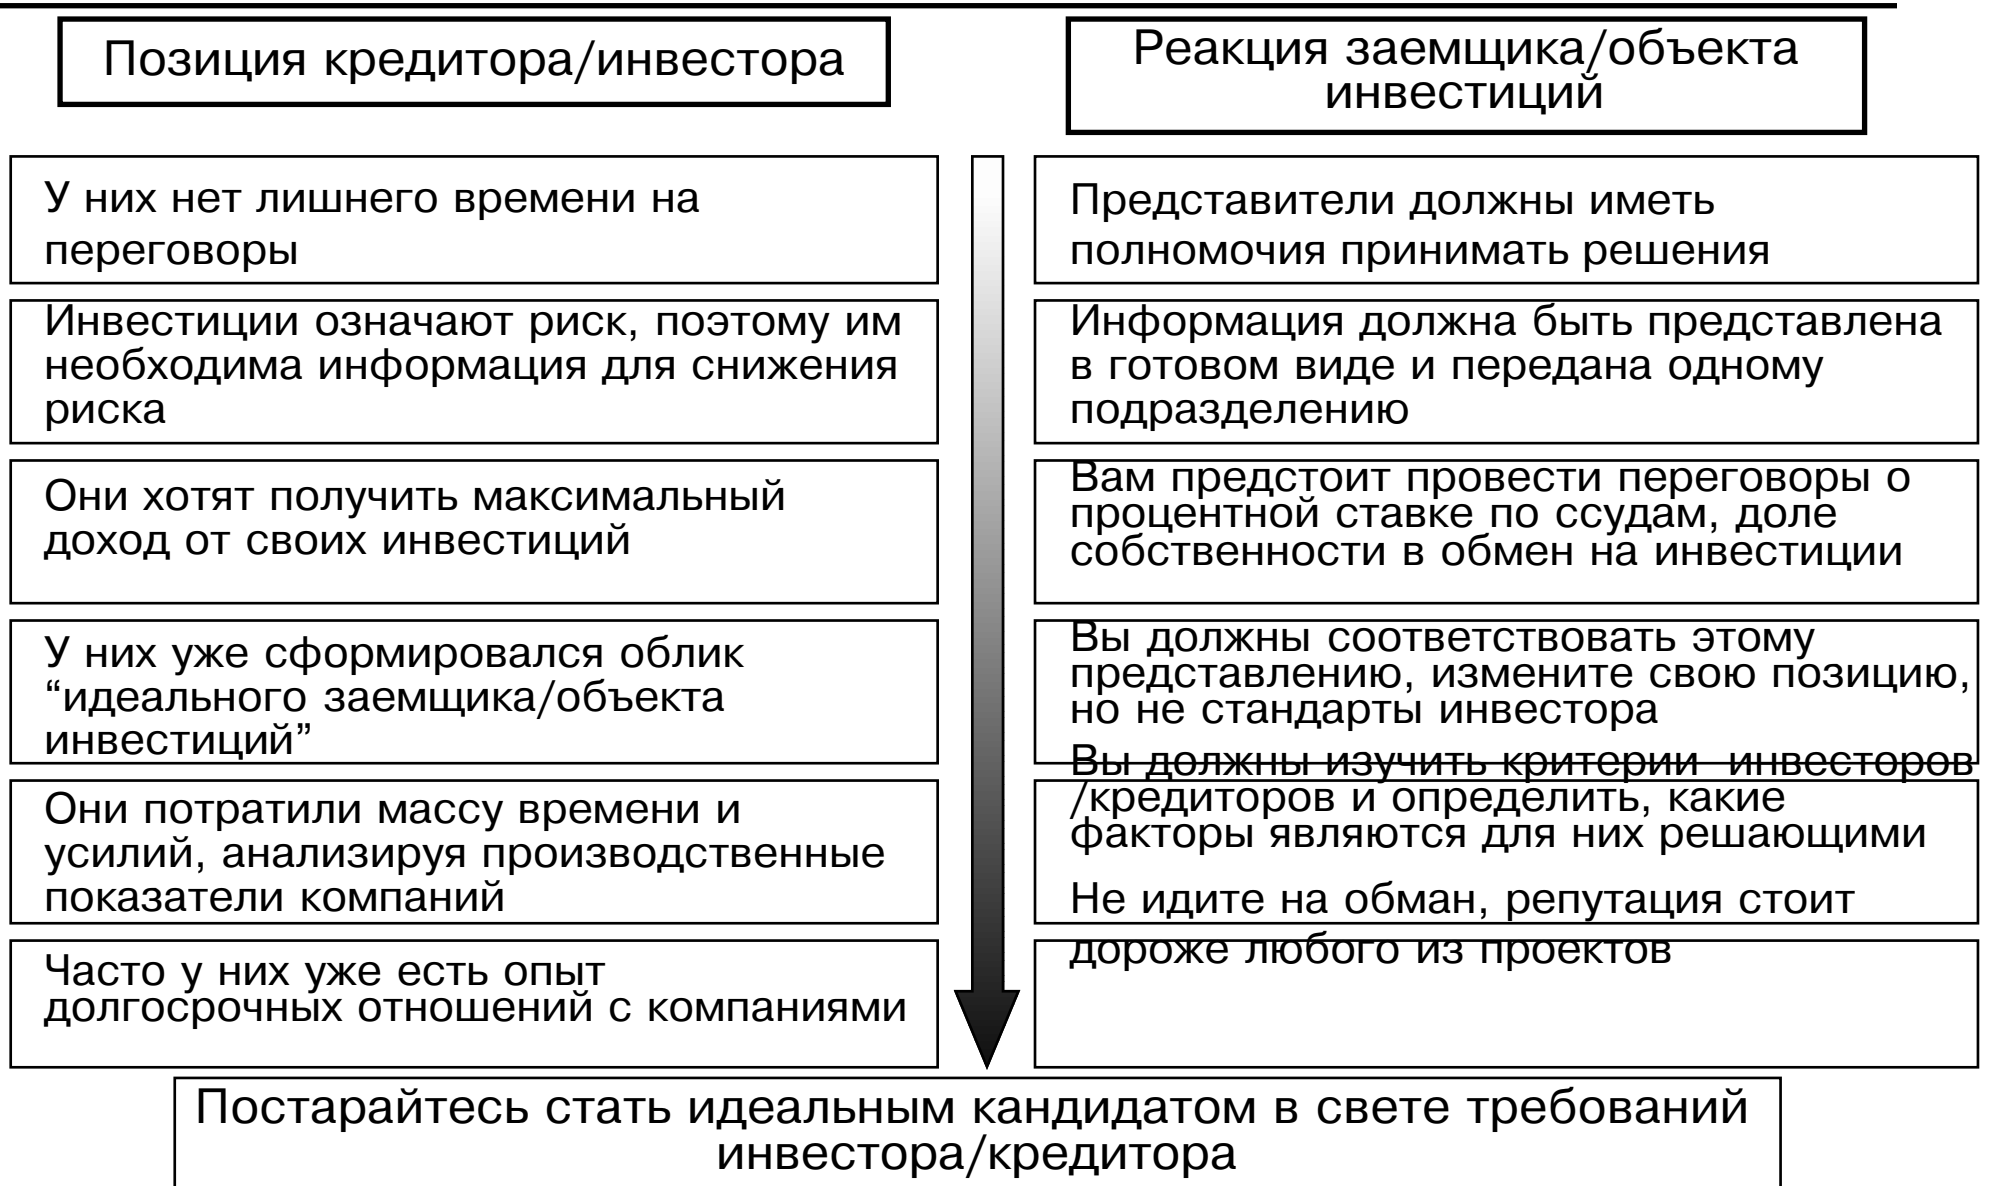 Позиция кредитора/инвестора
Реакция заемщика/объекта
инвестиций
У них нет лишнего времени на
переговоры
Представители должны иметь
полномочия принимать решения
Инвестиции означают риск, поэтому им
необходима информация для снижения
риска
Информация должна быть представлена
в готовом виде и передана одному
подразделению
Они хотят получить максимальный
доход от своих инвестиций
Вам предстоит провести переговоры о
процентной ставке по ссудам, доле
собственности в обмен на инвестиции
У них уже сформировался облик
“идеального заемщика/объекта
инвестиций”
Вы должны соответствовать этому
представлению, измените свою позицию,
но не стандарты инвестора
Они потратили массу времени и
усилий, анализируя производственные
показатели компаний
Вы должны изучить критерии инвесторов
/кредиторов и определить, какие
факторы являются для них решающими
Часто у них уже есть опыт
долгосрочных отношений с компаниями
Не идите на обман, репутация стоит
дороже любого из проектов
Постарайтесь стать идеальным кандидатом в свете требований
инвестора/кредитора